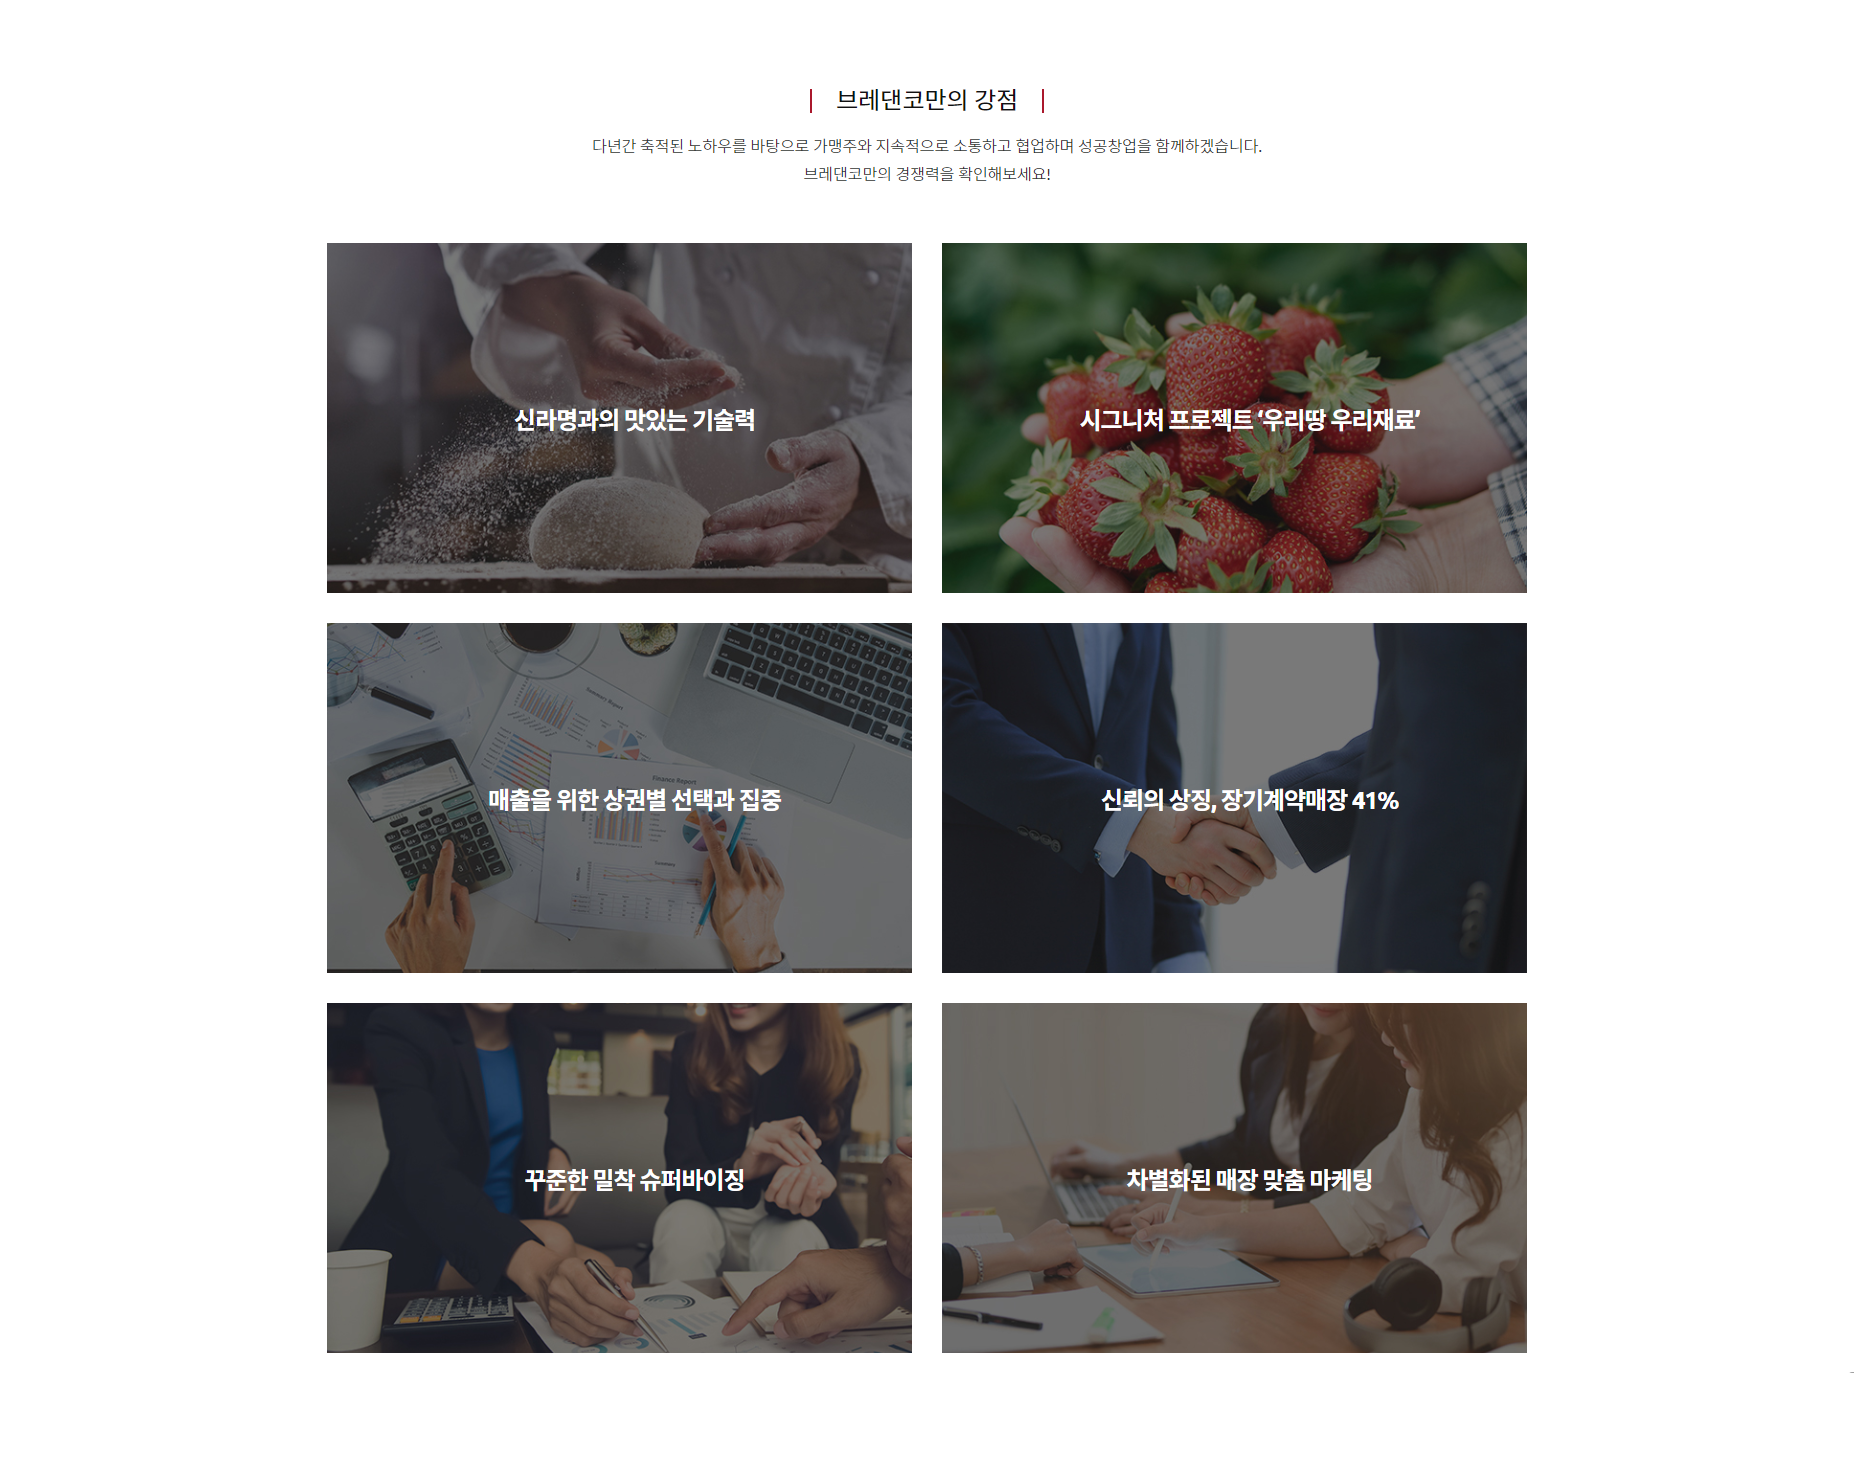 브레댄코만의 강점
다년간 축적된 노하우를 바탕으로 가맹주와 지속적으로 소통하고 협업하며 성공창업을 함께하겠습니다.
브레댄코만의 경쟁력을 확인해보세요!
신라명과의 맛있는 기술력
시그니처 프로젝트 ‘우리땅 우리재료’
매출을 위한 상권별 선택과 집중
신뢰의 상징, 장기계약매장 41%
꾸준한 밀착 슈퍼바이징
차별화된 매장 맞춤 마케팅